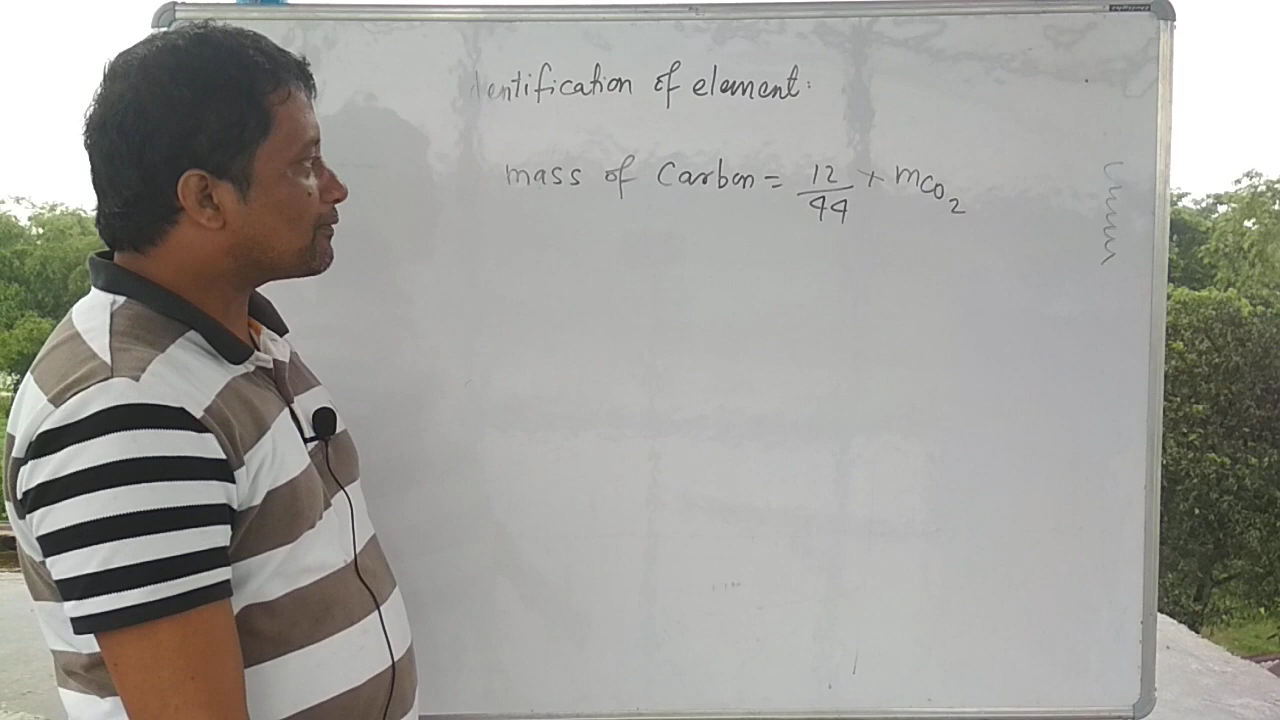 dentification of element:
mass of Carbon = 12/44 × mCO₂